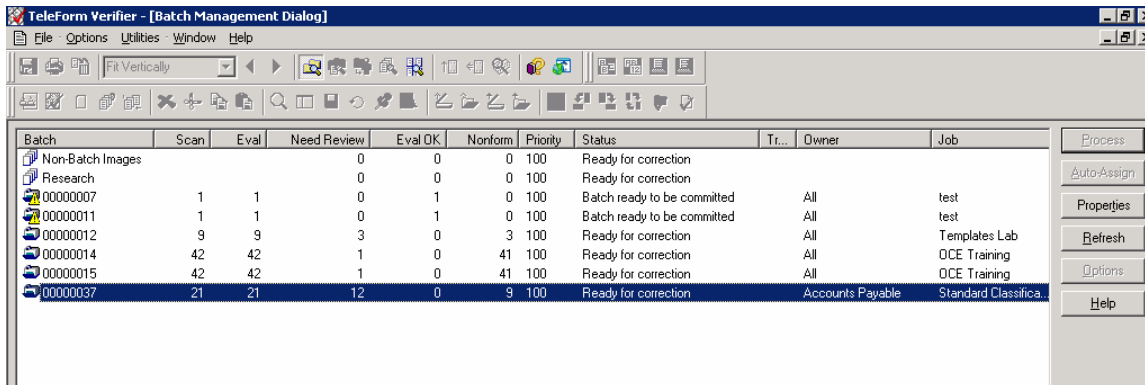 TeleForm Verifier - [Batch Management Dialog]
File Options Utilities Window Help
Fit Vertically
Batch Scan Eval Need Review Eval OK Nonform Priority Status Tr... Owner Job
Non-Batch Images 0 0 0 100 Ready for correction
Research 0 0 0 100 Ready for correction
00000007 1 1 0 1 0 100 Batch ready to be committed All test
00000011 1 1 0 1 0 100 Batch ready to be committed All test
00000012 9 9 3 0 3 100 Ready for correction All Templates Lab
00000014 42 42 1 0 41 100 Ready for correction All OCE Training
00000015 42 42 1 0 41 100 Ready for correction All OCE Training
00000037 21 21 12 0 9 100 Ready for correction Accounts Payable Standard Classifica...
Process
Auto-Assign
Properties
Refresh
Options
Help